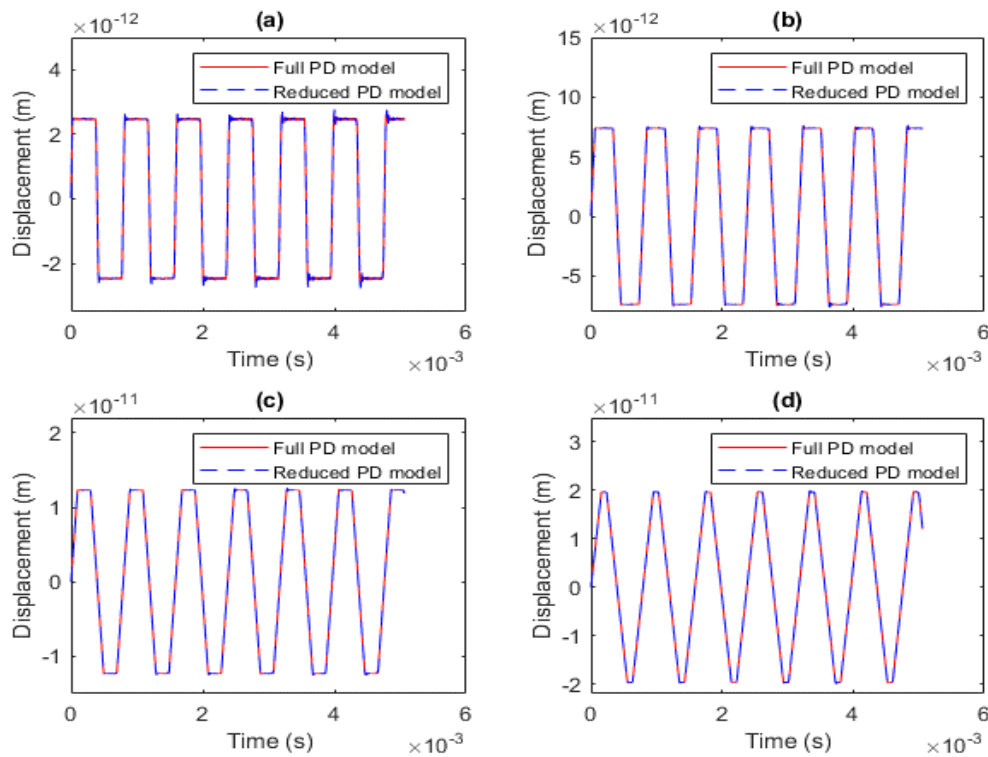 (a)
×10⁻¹²
Full PD model
Reduced PD model
Displacement (m)
4
2
0
-2
0 2 4 6
Time (s)
×10⁻³
(b)
×10⁻¹²
Full PD model
Reduced PD model
Displacement (m)
15
10
5
0
-5
0 2 4 6
Time (s)
×10⁻³
(c)
×10⁻¹¹
Full PD model
Reduced PD model
Displacement (m)
2
1
0
-1
0 2 4 6
Time (s)
×10⁻³
(d)
×10⁻¹¹
Full PD model
Reduced PD model
Displacement (m)
3
2
1
0
-1
-2
0 2 4 6
Time (s)
×10⁻³